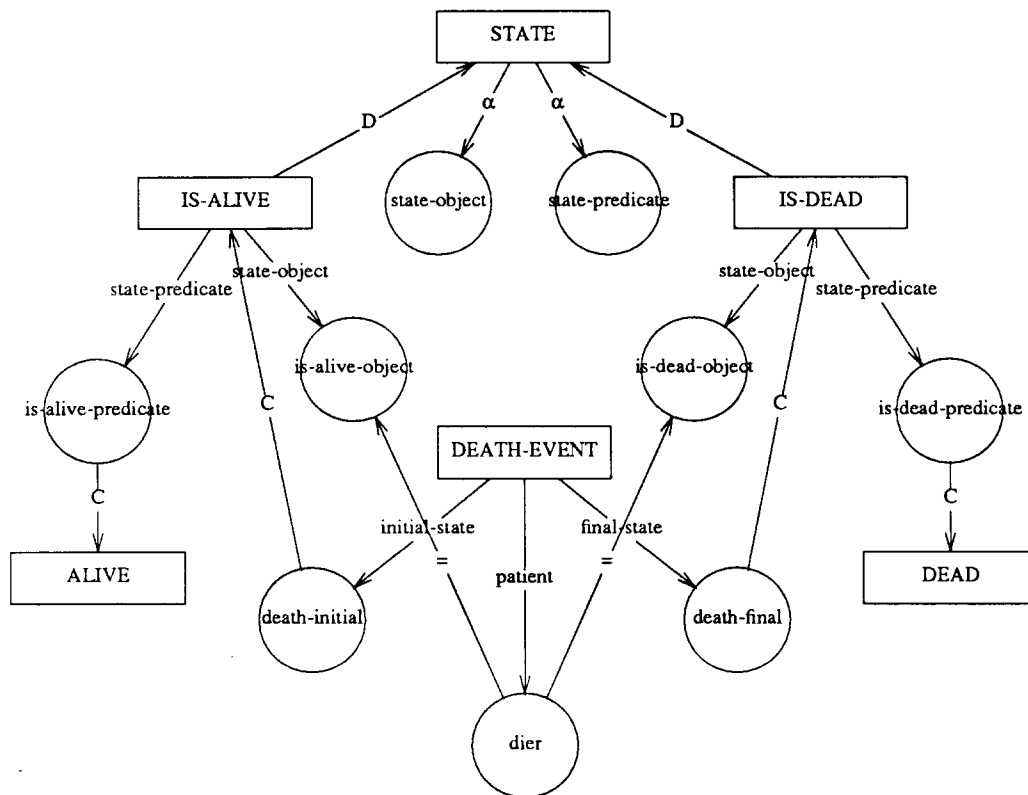 STATE
α
α
D
D
IS-ALIVE
state-object
state-predicate
IS-DEAD
state-object
state-object
state-predicate
state-predicate
is-alive-object
is-dead-object
is-alive-predicate
C
C
is-dead-predicate
DEATH-EVENT
C
C
initial-state
final-state
=
=
ALIVE
patient
DEAD
death-initial
death-final
dier